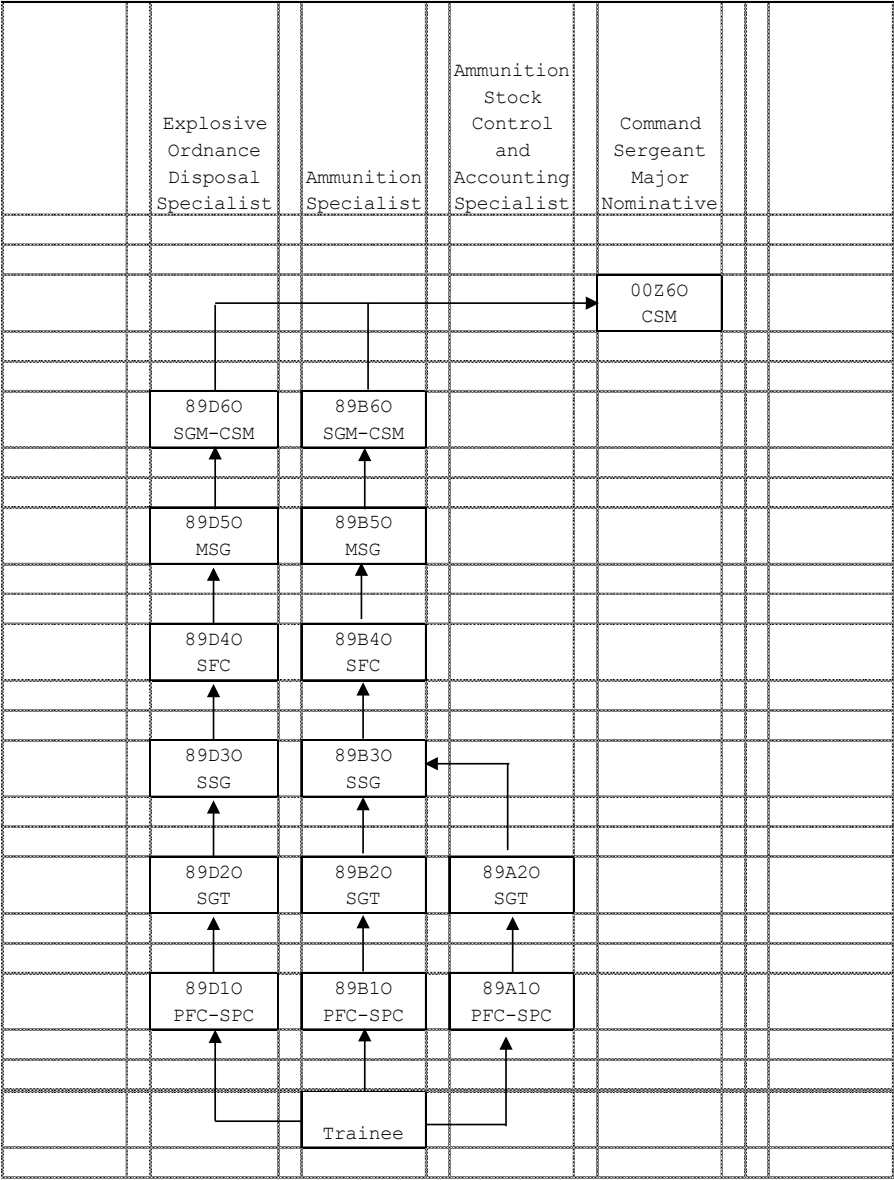 Explosive
Ordnance
Disposal
Specialist
Ammunition
Specialist
Ammunition
Stock
Control
and
Accounting
Specialist
Command
Sergeant
Major
Nominative
00Z6O
CSM
89D6O
SGM-CSM
89B6O
SGM-CSM
89D5O
MSG
89B5O
MSG
89D4O
SFC
89B4O
SFC
89D3O
SSG
89B3O
SSG
89D2O
SGT
89B2O
SGT
89A2O
SGT
89D1O
PFC-SPC
89B1O
PFC-SPC
89A1O
PFC-SPC
Trainee